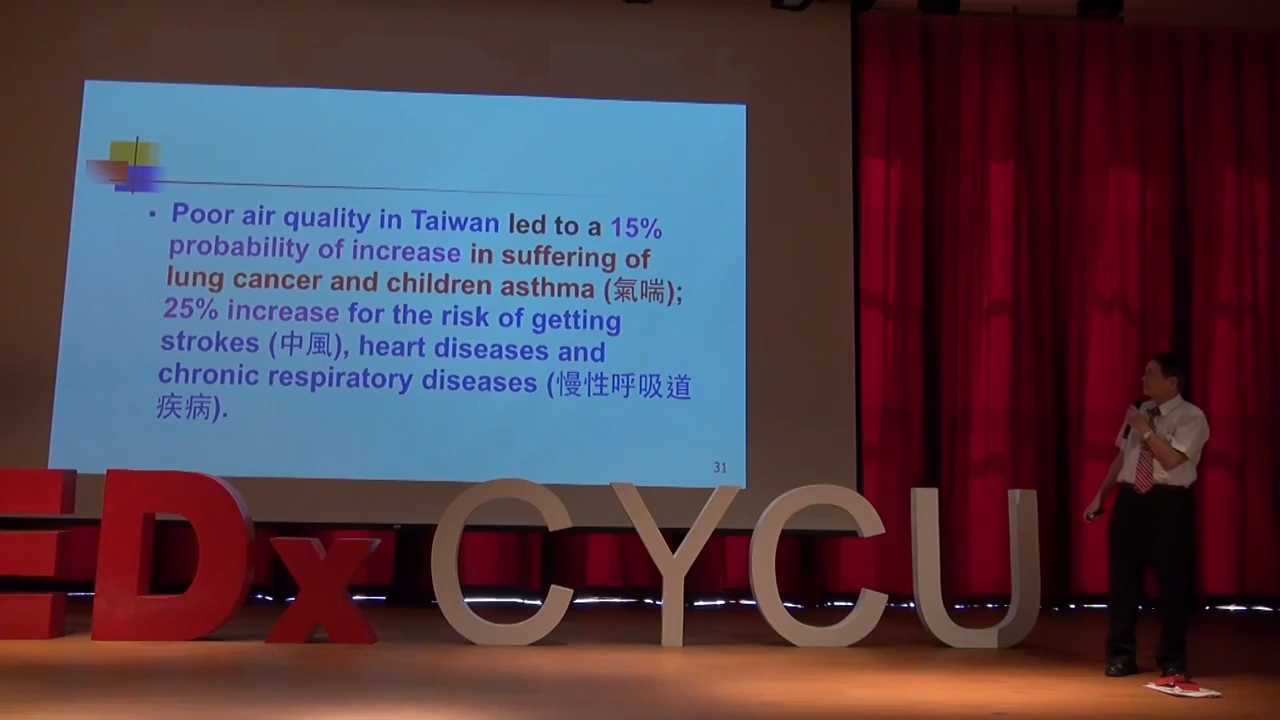 ▪ Poor air quality in Taiwan led to a 15%
probability of increase in suffering of
lung cancer and children asthma (氣喘);
25% increase for the risk of getting
strokes (中風), heart diseases and
chronic respiratory diseases (慢性呼吸道
疾病).
31
EDx CYCU